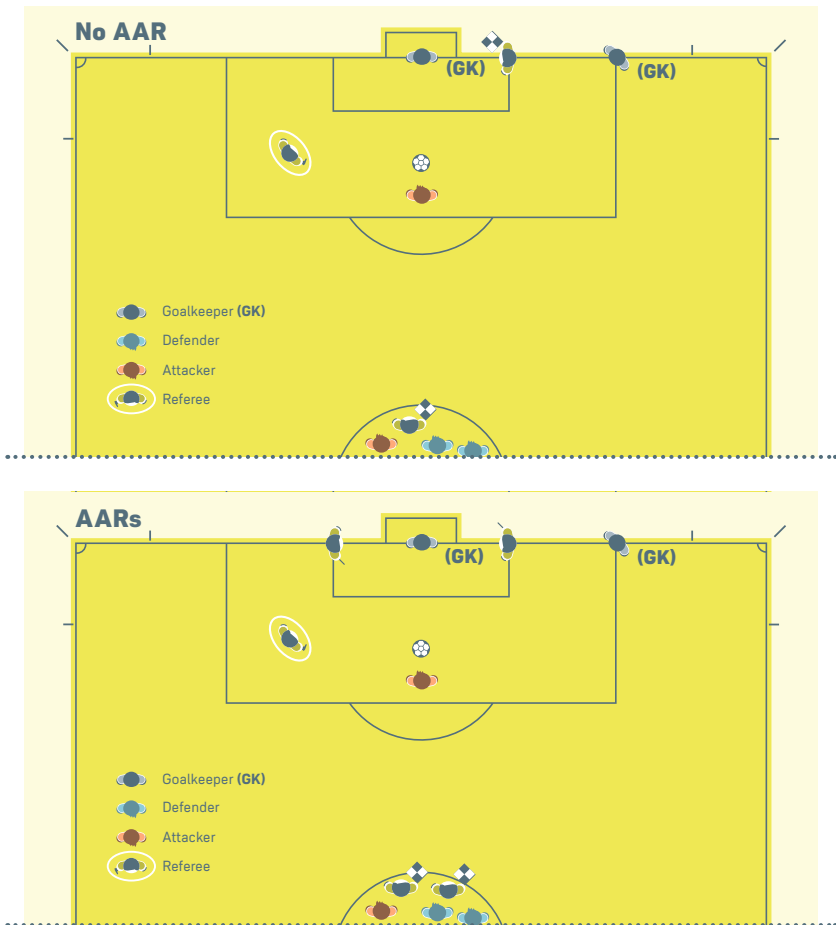 No AAR
(GK)
(GK)
Goalkeeper (GK)
Defender
Attacker
Referee
AARs
(GK)
(GK)
Goalkeeper (GK)
Defender
Attacker
Referee